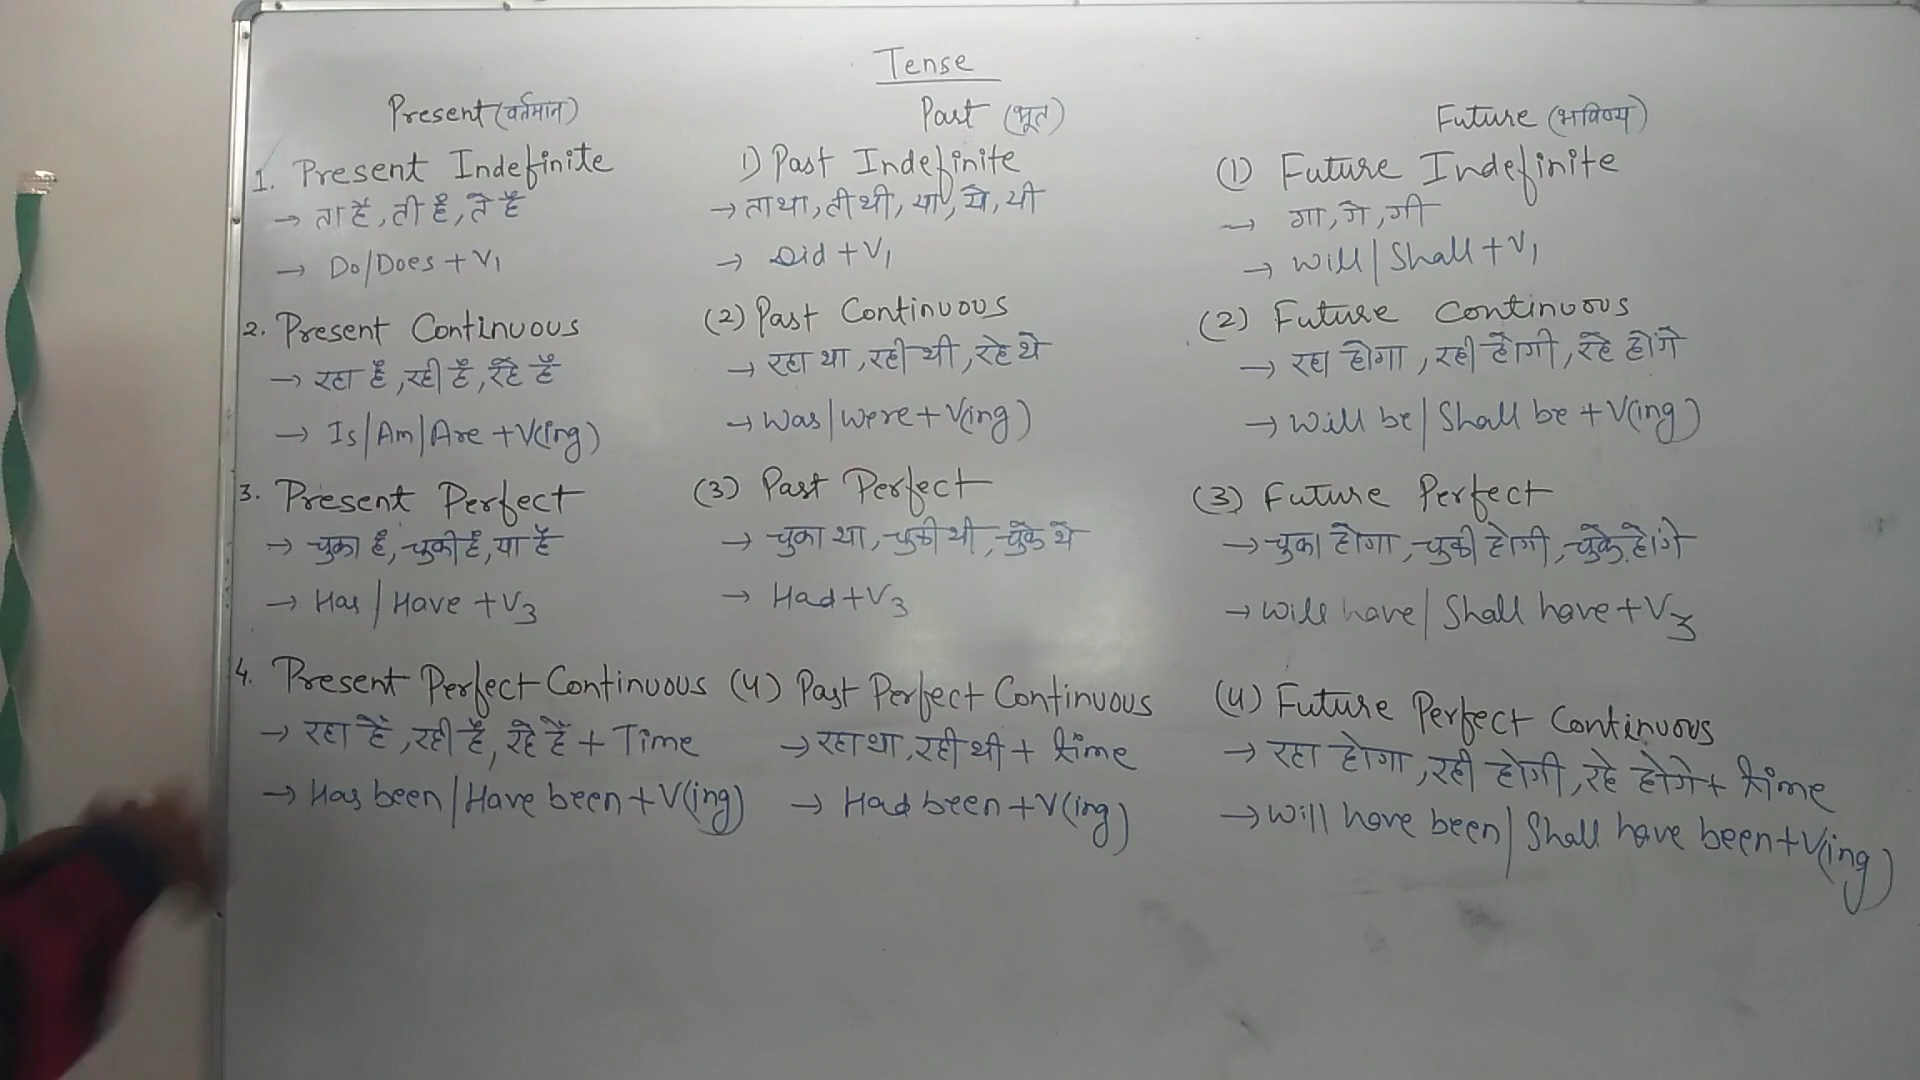 Tense
Present (वर्तमान)
1. Present Indefinite
→ ता है, ती है, ते है
→ Do/Does + V1
2. Present Continuous
→ रहा है, रही है, रहे है
→ Is/Am/Are + V(ing)
3. Present Perfect
→ चुका है, चुकी है, या है
→ Has/Have + V3
4. Present Perfect Continuous
→ रहा है, रही है, रहे हैं + Time
→ Has been/Have been + V(ing)
Past (भूत)
1) Past Indefinite
→ ता था, ती थी, या, ये, यी
→ Did + V1
(2) Past Continuous
→ रहा था, रही थी, रहे थे
→ Was/were + V(ing)
(3) Past Perfect
→ चुका था, चुकी थी, चुके थे
→ Had + V3
(4) Past Perfect Continuous
→ रहा था, रही थी + time
→ Had been + V(ing)
Future (भविष्य)
(1) Future Indefinite
→ गा, गे, गी
→ will/Shall + V1
(2) Future Continuous
→ रहा होगा, रही होगी, रहे होंगे
→ will be/Shall be + V(ing)
(3) Future Perfect
→ चुका होगा, चुकी होगी, चुके होंगे
→ will have/Shall have + V3
(4) Future Perfect Continuous
→ रहा होगा, रही होगी, रहे होगे + time
→ will have been/Shall have been + V(ing)